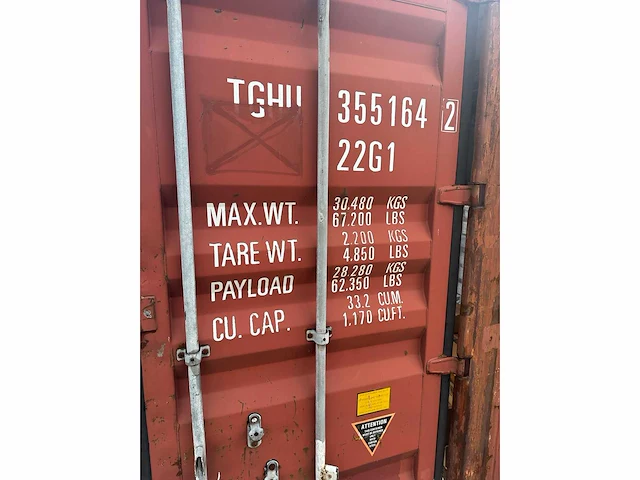 TGHU 355164 2
22G1
MAX.WT. 30.480 KGS
67.200 LBS
TARE WT. 2.200 KGS
4.850 LBS
PAYLOAD 28.280 KGS
62.350 LBS
CU. CAP. 33.2 CU.M.
1.170 CU.FT.
ATTENTION